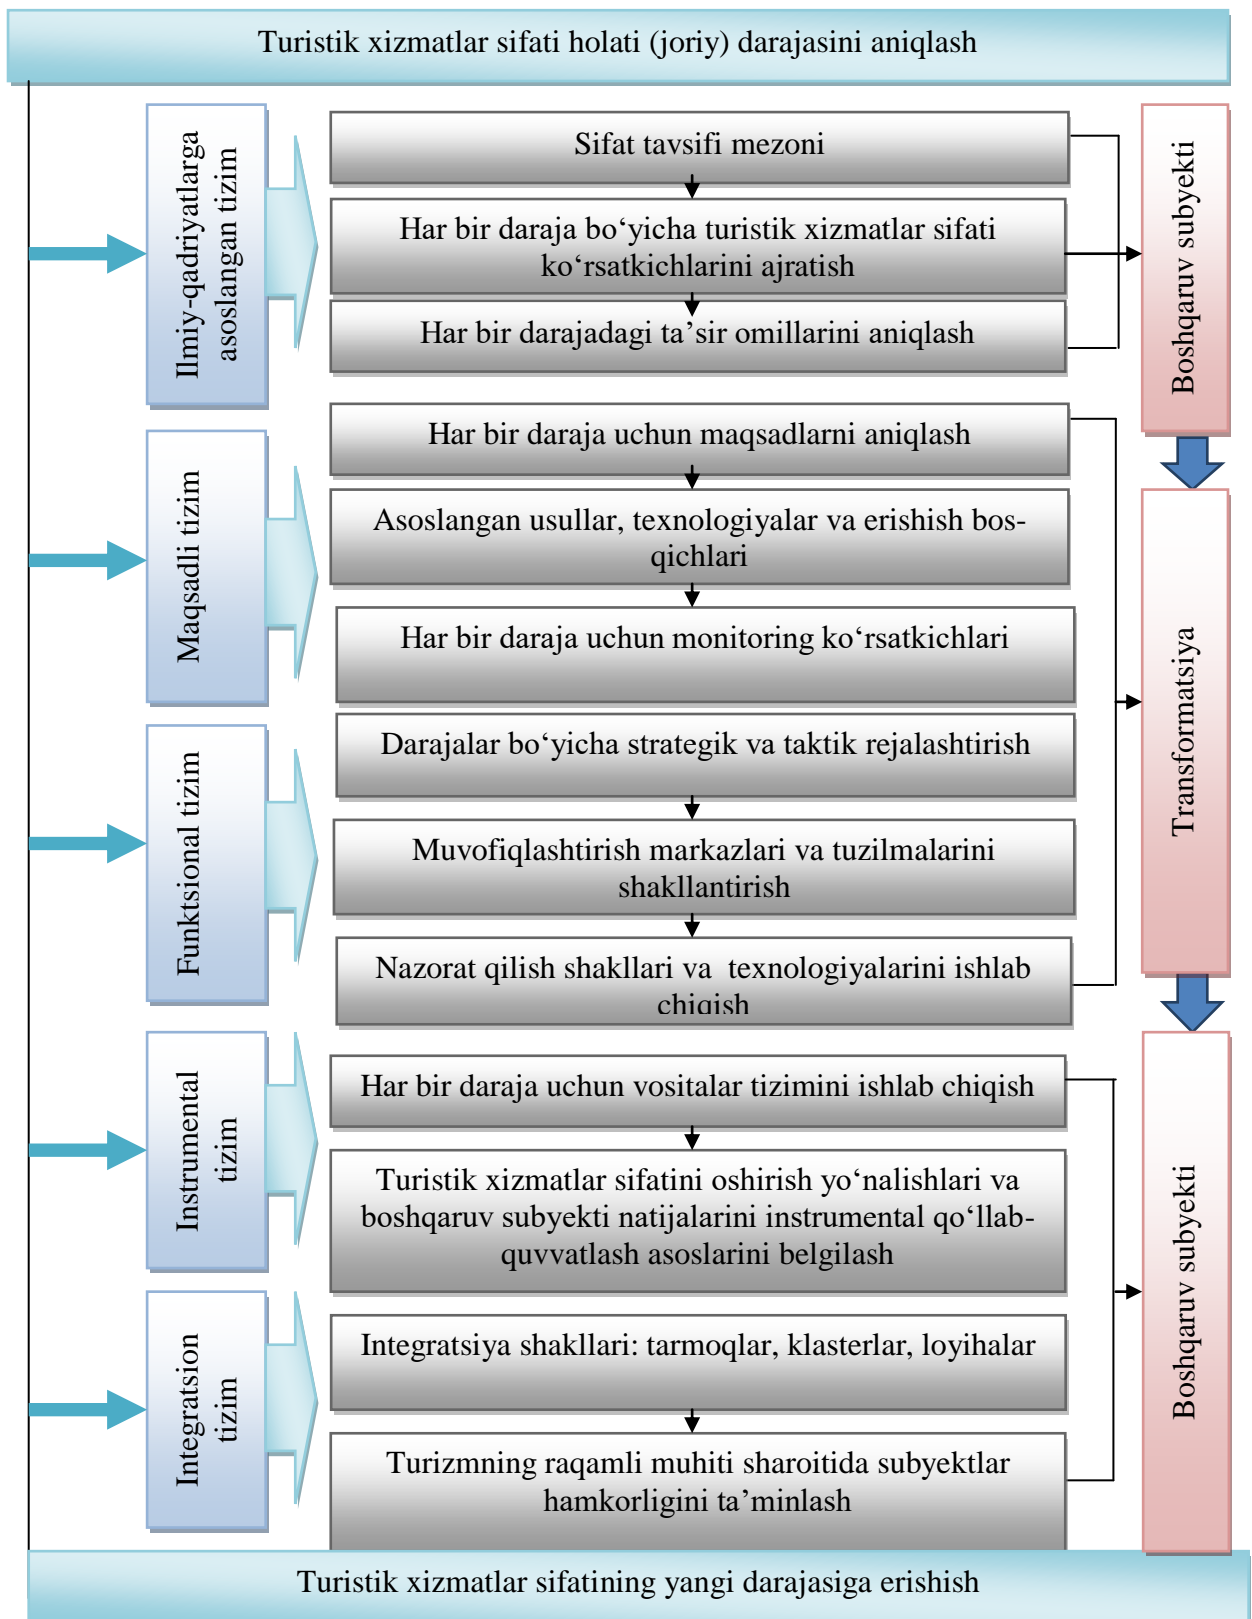 Turistik xizmatlar sifati holati (joriy) darajasini aniqlash
Ilmiy-qadriyatlarga
asoslangan tizim
Sifat tavsifi mezoni
Har bir daraja bo‘yicha turistik xizmatlar sifati
ko‘rsatkichlarini ajratish
Har bir darajadagi ta’sir omillarini aniqlash
Boshqaruv subyekti
Maqsadli tizim
Har bir daraja uchun maqsadlarni aniqlash
Asoslangan usullar, texnologiyalar va erishish bos-
qichlari
Har bir daraja uchun monitoring ko‘rsatkichlari
Transformatsiya
Funktsional tizim
Darajalar bo‘yicha strategik va taktik rejalashtirish
Muvofiqlashtirish markazlari va tuzilmalarini
shakllantirish
Nazorat qilish shakllari va  texnologiyalarini ishlab
chiqish
Instrumental
tizim
Har bir daraja uchun vositalar tizimini ishlab chiqish
Turistik xizmatlar sifatini oshirish yo‘nalishlari va
boshqaruv subyekti natijalarini instrumental qo‘llab-
quvvatlash asoslarini belgilash
Boshqaruv subyekti
Integratsion
tizim
Integratsiya shakllari: tarmoqlar, klasterlar, loyihalar
Turizmning raqamli muhiti sharoitida subyektlar
hamkorligini ta’minlash
Turistik xizmatlar sifatining yangi darajasiga erishish